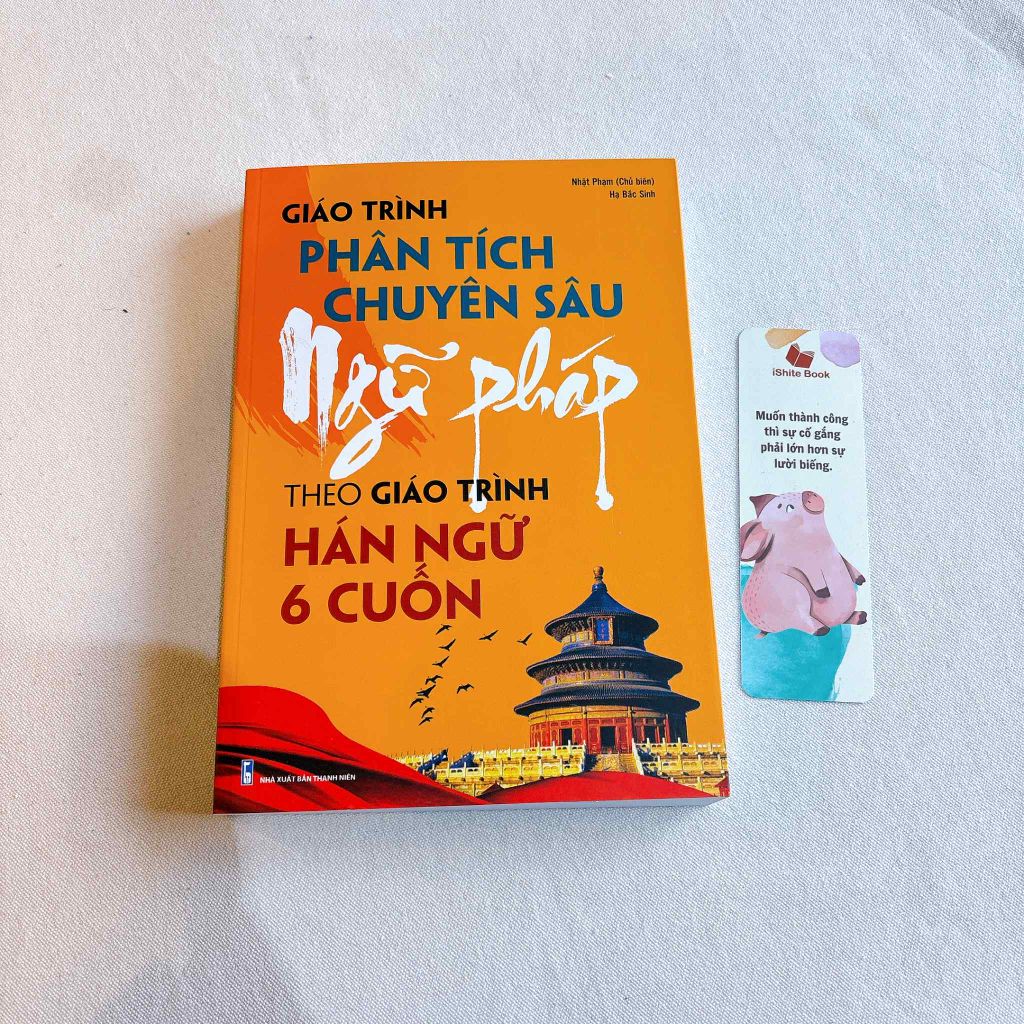 Nhật Phạm (Chủ biên)
Hạ Bắc Sinh
GIÁO TRÌNH
PHÂN TÍCH
CHUYÊN SÂU
Ngữ pháp
THEO GIÁO TRÌNH
HÁN NGỮ
6 CUỐN
NHÀ XUẤT BẢN THANH NIÊN
iShite Book
Muốn thành công
thì sự cố gắng
phải lớn hơn sự
lười biếng.